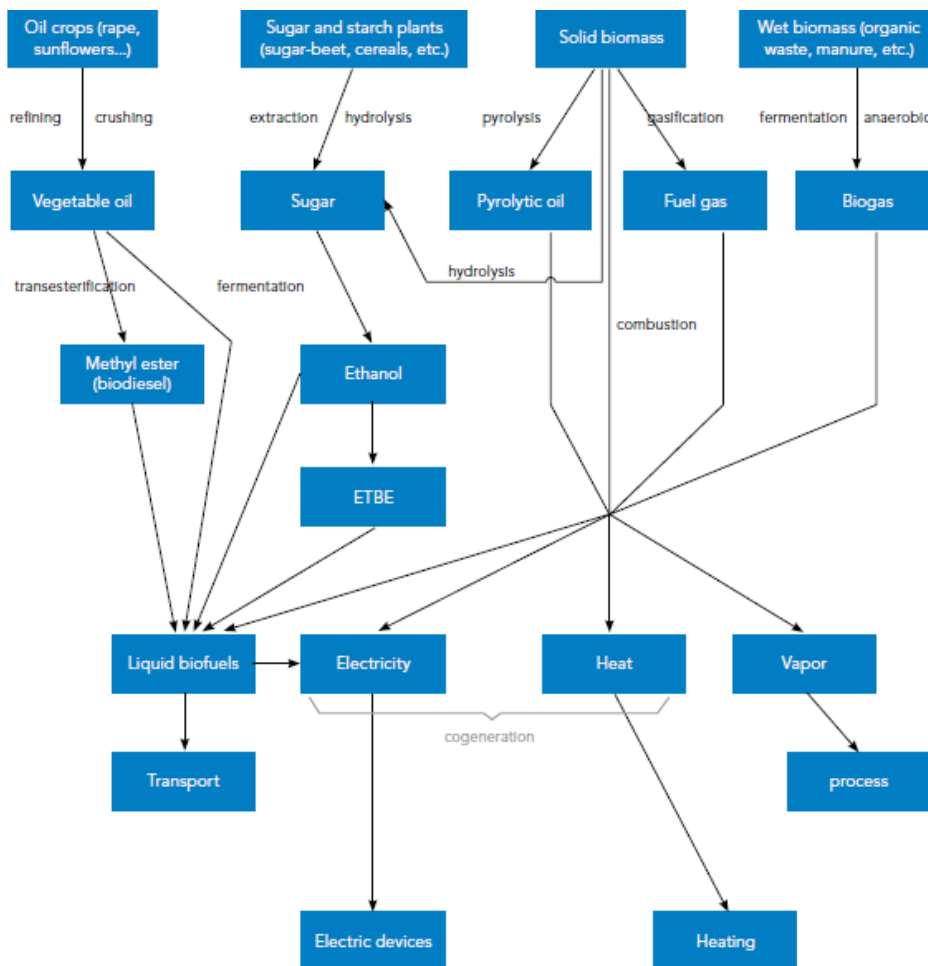 Oil crops (rape,
sunflowers...)
Sugar and starch plants
(sugar-beet, cereals, etc.)
Solid biomass
Wet biomass (organic
waste, manure, etc.)
refining
crushing
extraction
hydrolysis
pyrolysis
gasification
fermentation
anaerobic
Vegetable oil
Sugar
Pyrolytic oil
Fuel gas
Biogas
hydrolysis
transesterification
fermentation
combustion
Methyl ester
(biodiesel)
Ethanol
ETBE
Liquid biofuels
Electricity
Heat
Vapor
cogeneration
Transport
process
Electric devices
Heating